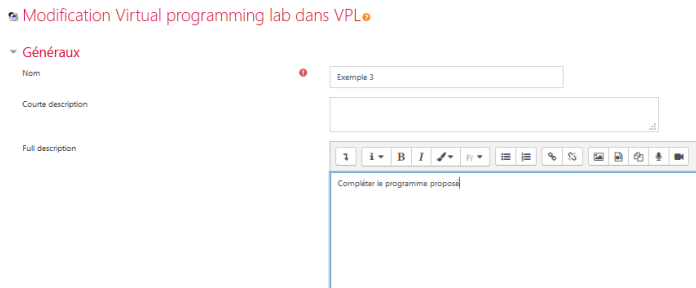 Modification Virtual programming lab dans VPL
Généraux
Nom
Exemple 3
Courte description
Full description
Compléter le programme proposé